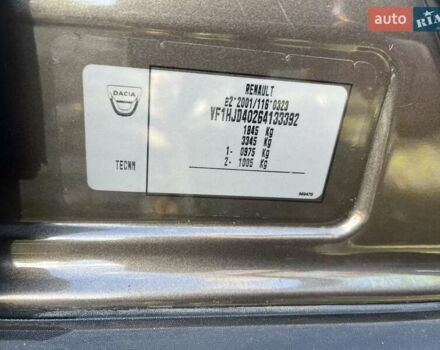 auto
RIA
DACIA
RENAULT
e2*2001/116*0323
VF1HJD40264133392
1845 Kg
3345 Kg
1- 0975 Kg
2- 1005 Kg
TECNM